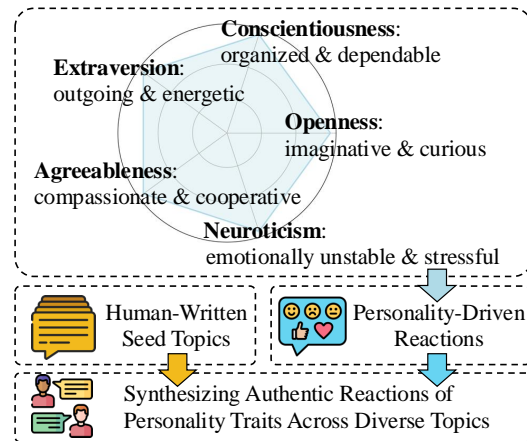 Conscientiousness:
organized & dependable
Extraversion:
outgoing & energetic
Openness:
imaginative & curious
Agreeableness:
compassionate & cooperative
Neuroticism:
emotionally unstable & stressful
Human-Written
Seed Topics
Personality-Driven
Reactions
Synthesizing Authentic Reactions of
Personality Traits Across Diverse Topics